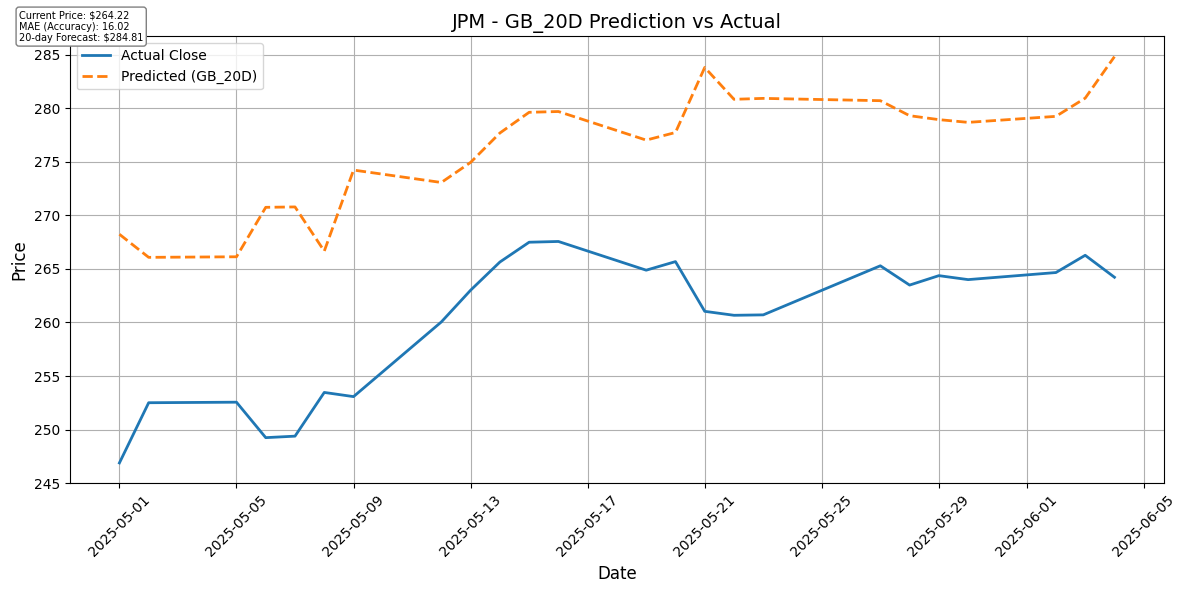 JPM - GB_20D Prediction vs Actual
Current Price: $264.22
MAE (Accuracy): 16.02
20-day Forecast: $284.81
Actual Close
Predicted (GB_20D)
Price
285
280
275
270
265
260
255
250
245
2025-05-01
2025-05-05
2025-05-09
2025-05-13
2025-05-17
2025-05-21
2025-05-25
2025-05-29
2025-06-01
2025-06-05
Date